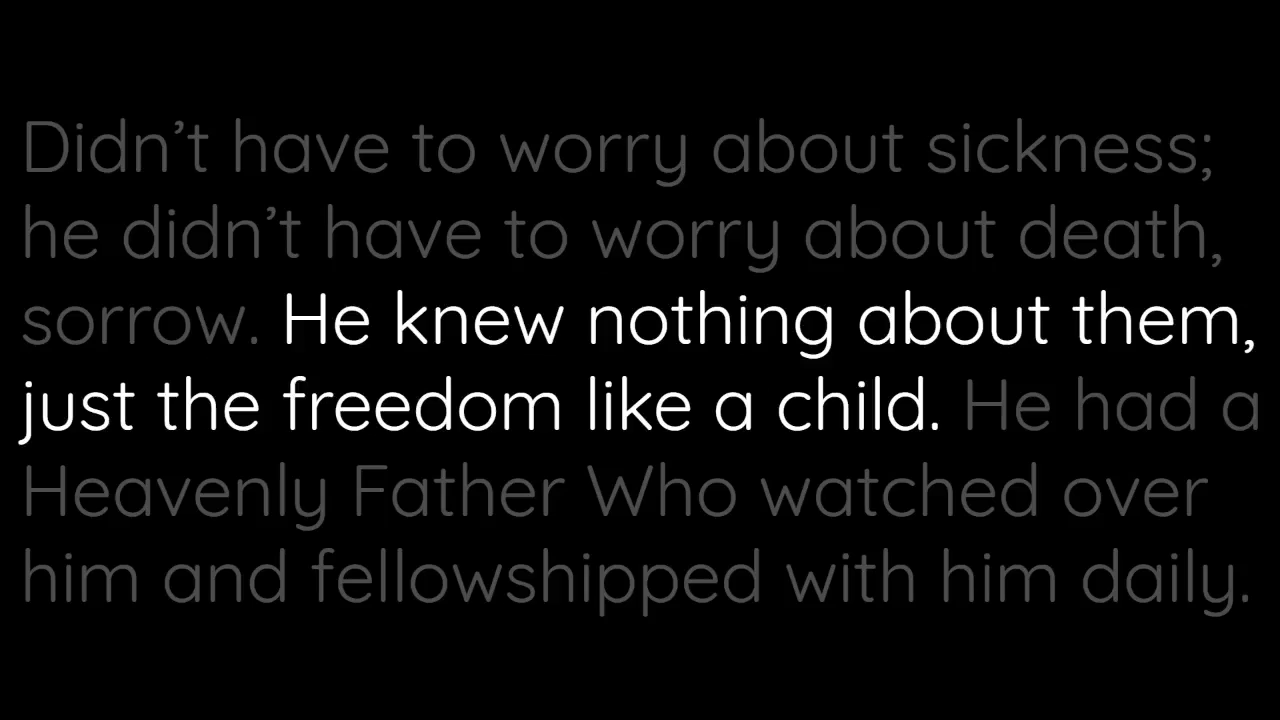 Didn’t have to worry about sickness;
he didn’t have to worry about death,
sorrow. He knew nothing about them,
just the freedom like a child. He had a
Heavenly Father Who watched over
him and fellowshipped with him daily.